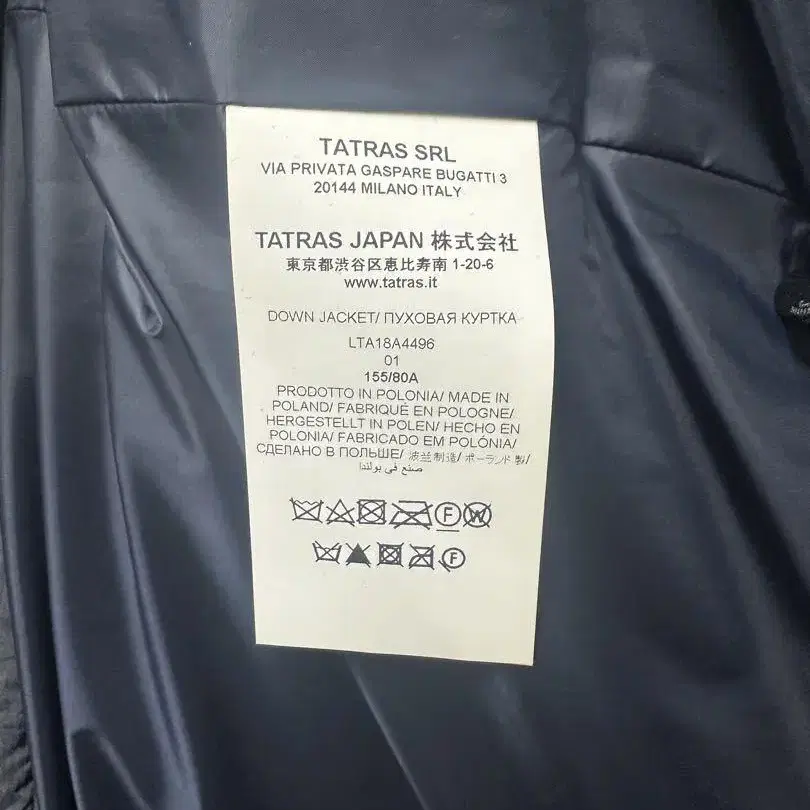 TATRAS SRL
VIA PRIVATA GASPARE BUGATTI 3
20144 MILANO ITALY
TATRAS JAPAN 株式会社
東京都渋谷区恵比寿南 1-20-6
www.tatras.it
DOWN JACKET/ ПУХОВАЯ КУРТКА
LTA18A4496
01
155/80A
PRODOTTO IN POLONIA/ MADE IN
POLAND/ FABRIQUÉ EN POLOGNE/
HERGESTELLT IN POLEN/ HECHO EN
POLONIA/ FABRICADO EM POLÓNIA/
СДЕЛАНО В ПОЛЬШЕ/ 波兰制造/ ポーランド製/
صنع في بولندا
F W
F